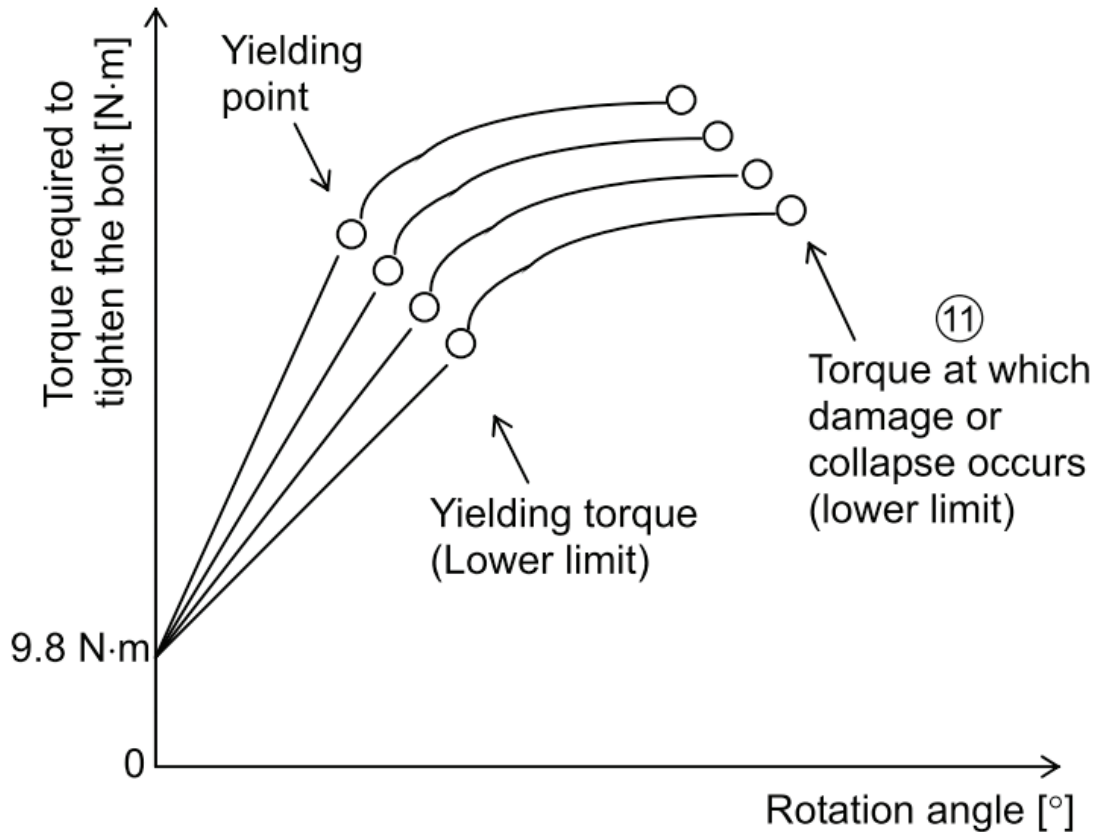 Torque required to
tighten the bolt [N·m]
Yielding
point
⑪
Torque at which
damage or
collapse occurs
(lower limit)
Yielding torque
(Lower limit)
9.8 N·m
0
Rotation angle [°]